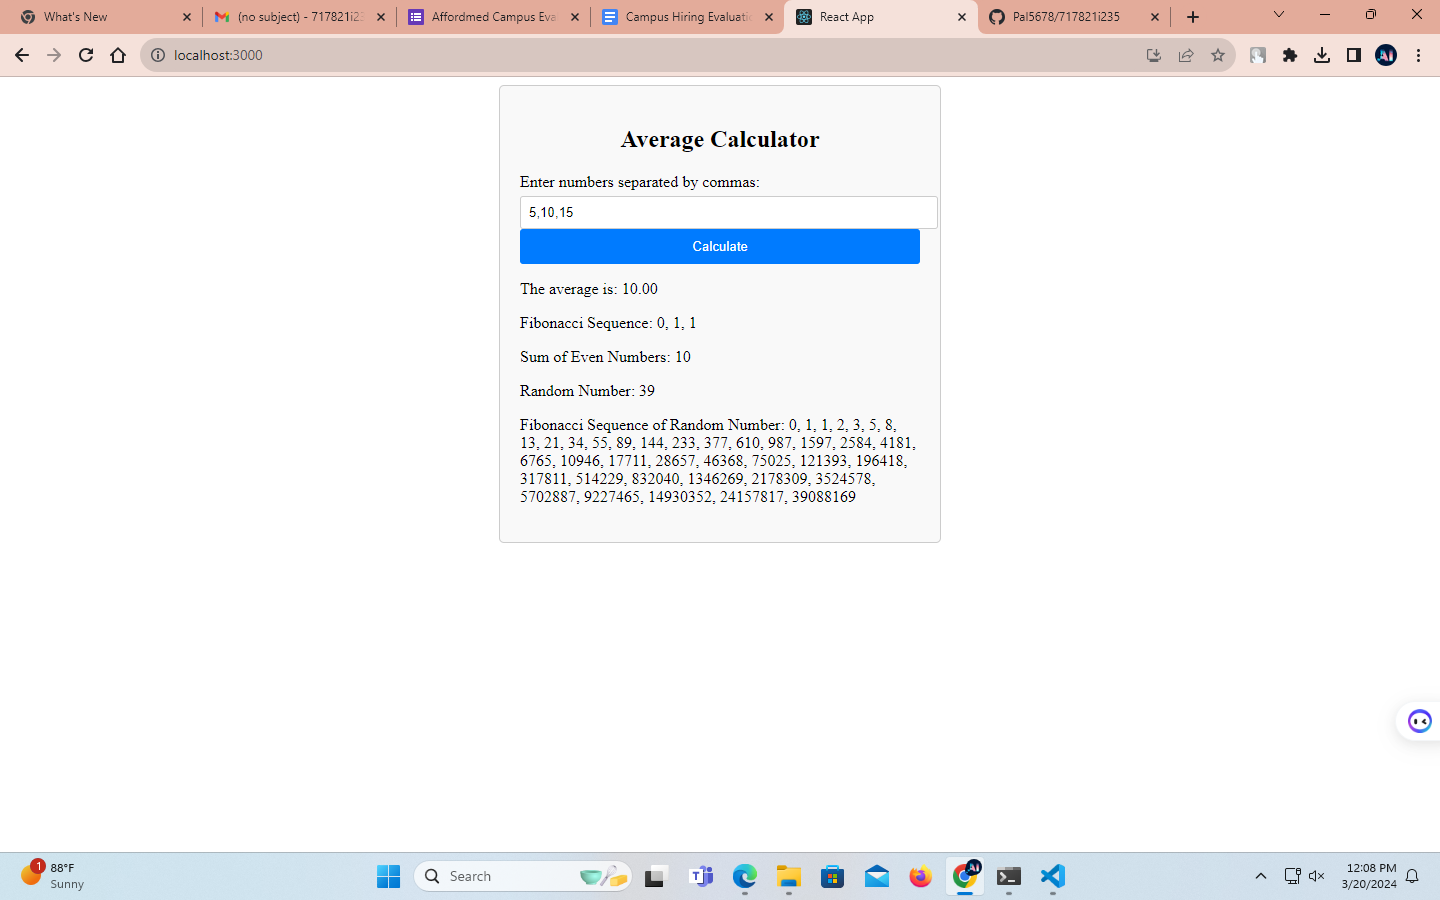 What's New
(no subject) - 717821i23
Affordmed Campus Eva
Campus Hiring Evaluatio
React App
Pal5678/717821i235
localhost:3000
Average Calculator
Enter numbers separated by commas:
5,10,15
Calculate
The average is: 10.00
Fibonacci Sequence: 0, 1, 1
Sum of Even Numbers: 10
Random Number: 39
Fibonacci Sequence of Random Number: 0, 1, 1, 2, 3, 5, 8,
13, 21, 34, 55, 89, 144, 233, 377, 610, 987, 1597, 2584, 4181,
6765, 10946, 17711, 28657, 46368, 75025, 121393, 196418,
317811, 514229, 832040, 1346269, 2178309, 3524578,
5702887, 9227465, 14930352, 24157817, 39088169
1
88°F
Sunny
Search
12:08 PM
3/20/2024